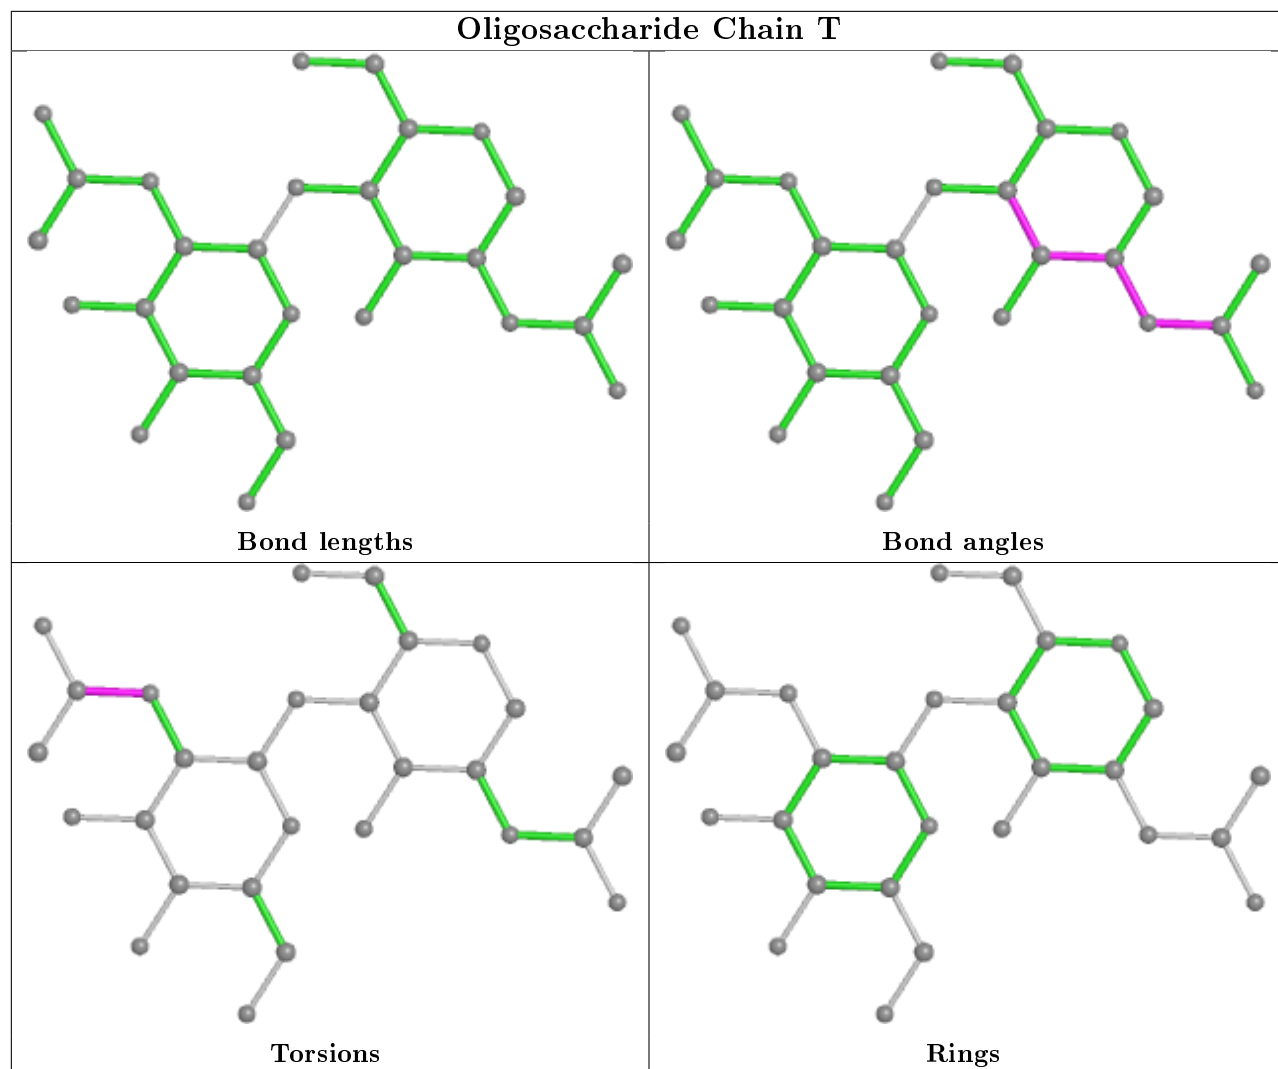 Oligosaccharide Chain T
Bond lengths
Bond angles
Torsions
Rings